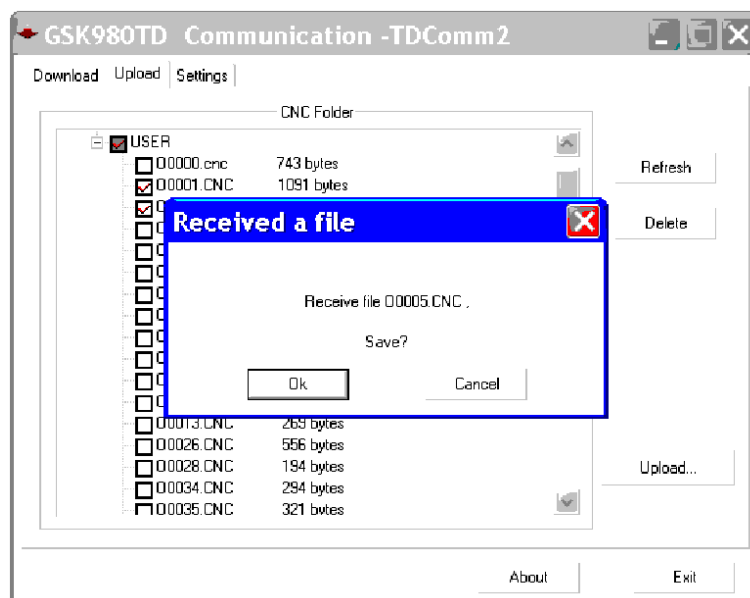 GSK980TD Communication -TDComm2
Download Upload Settings
CNC Folder
USER
O0000.cnc 743 bytes
O0001.CNC 1091 bytes
Refresh
Delete
Received a file
Receive file O0005.CNC ,
Save?
Ok Cancel
O0013.CNC 269 bytes
O0026.CNC 556 bytes
O0028.CNC 194 bytes
O0034.CNC 294 bytes
O0035.CNC 321 bytes
Upload...
About Exit